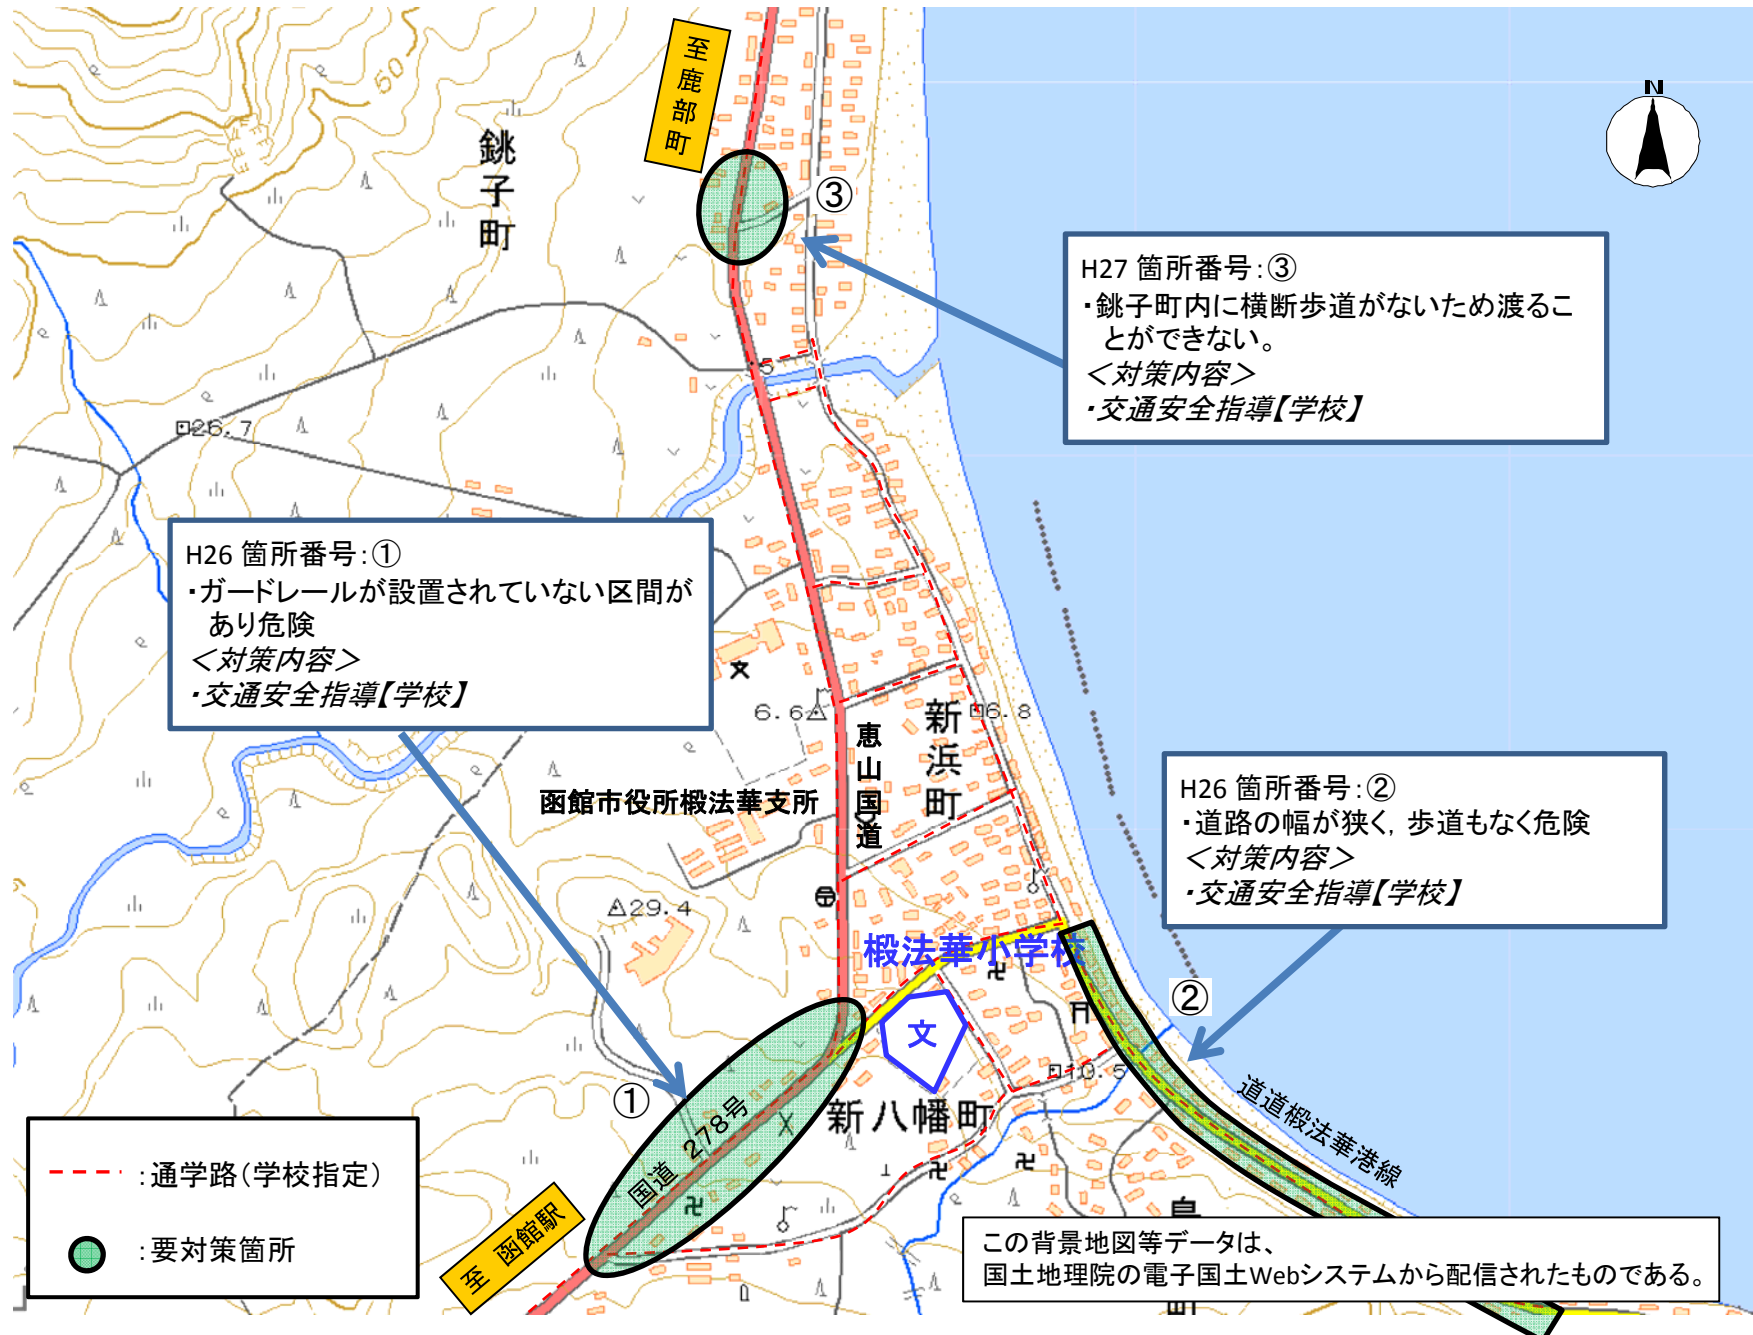 至鹿部町
N
50
銚子町
③
H27 箇所番号：③
・銚子町内に横断歩道がないため渡るこ
とができない。
＜対策内容＞
・交通安全指導【学校】
5
26.7
H26 箇所番号：①
・ガードレールが設置されていない区間が
あり危険
＜対策内容＞
・交通安全指導【学校】
文
6.6
新浜町
6.8
恵山国道
函館市役所椴法華支所
H26 箇所番号：②
・道路の幅が狭く，歩道もなく危険
＜対策内容＞
・交通安全指導【学校】
29.4
椴法華小学校
②
文
10.5
①
新八幡町
国道 278号
道道椴法華港線
至 函館駅
：通学路（学校指定）
：要対策箇所
島
町
この背景地図等データは、
国土地理院の電子国土Webシステムから配信されたものである。